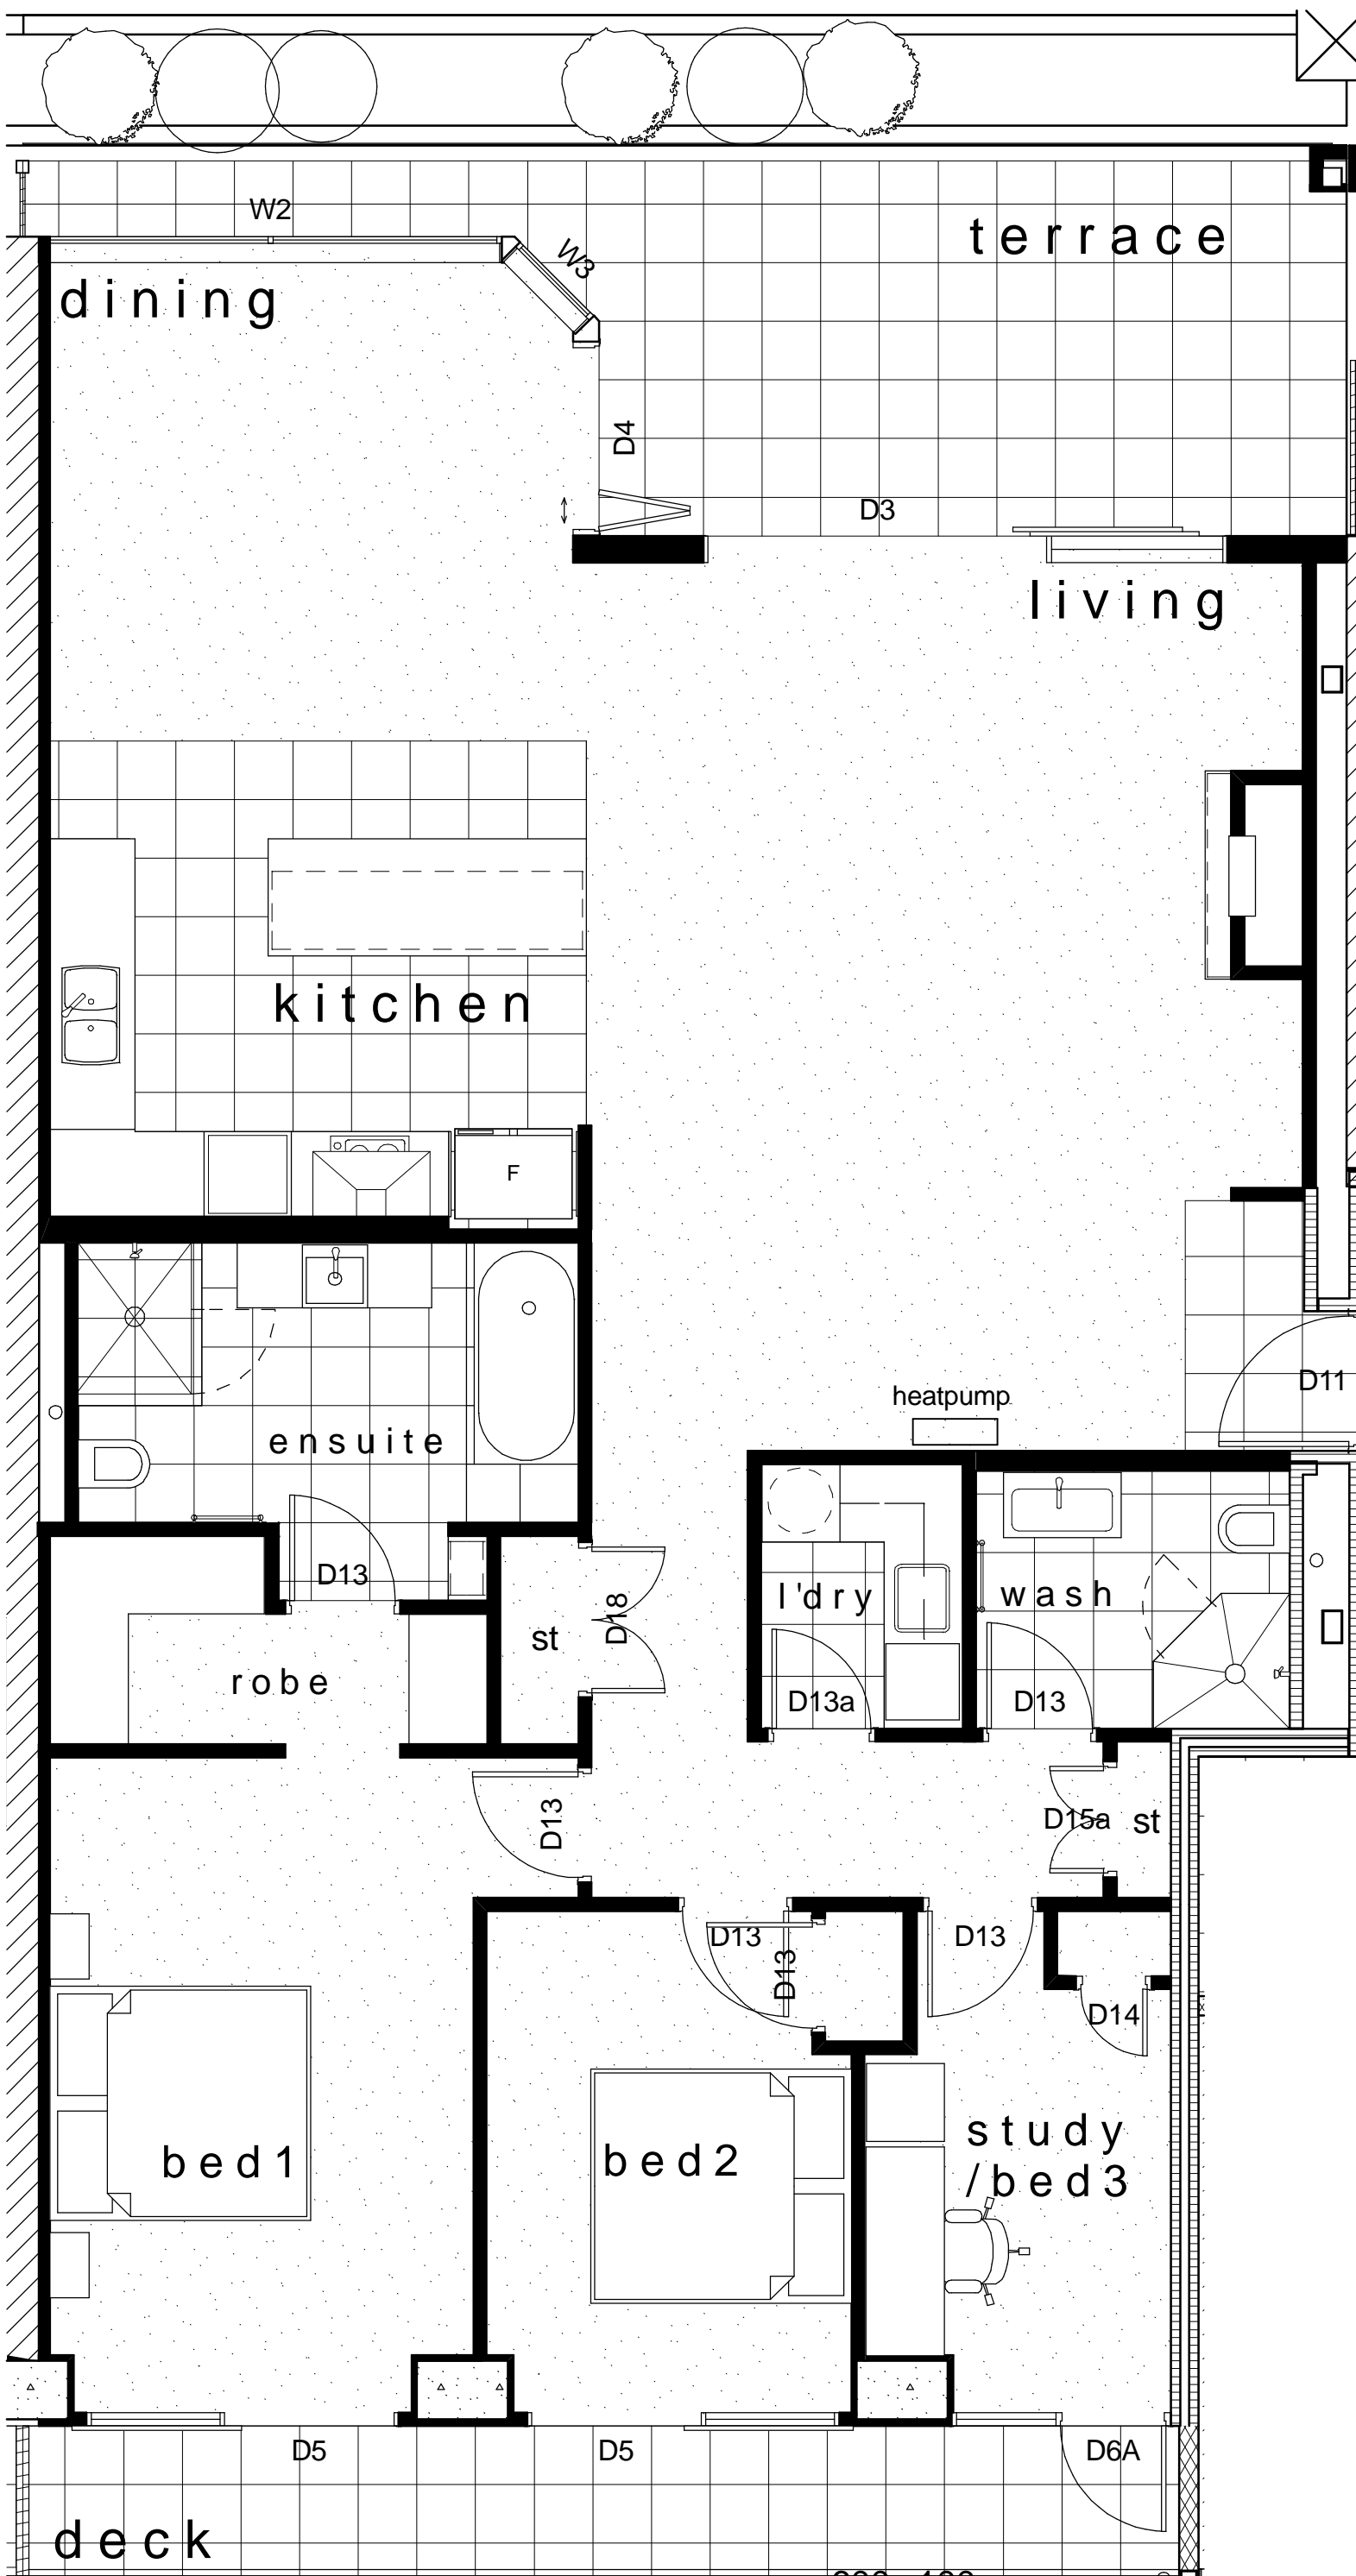 W2
terrace
W3
dining
D4
D3
living
kitchen
F
D11
heatpump
ensuite
D13
D18
l'dry
wash
st
robe
D13a
D13
D13
D15a
st
D13
D13
D13
D14
study
/bed3
bed1
bed2
D5
D5
D6A
deck